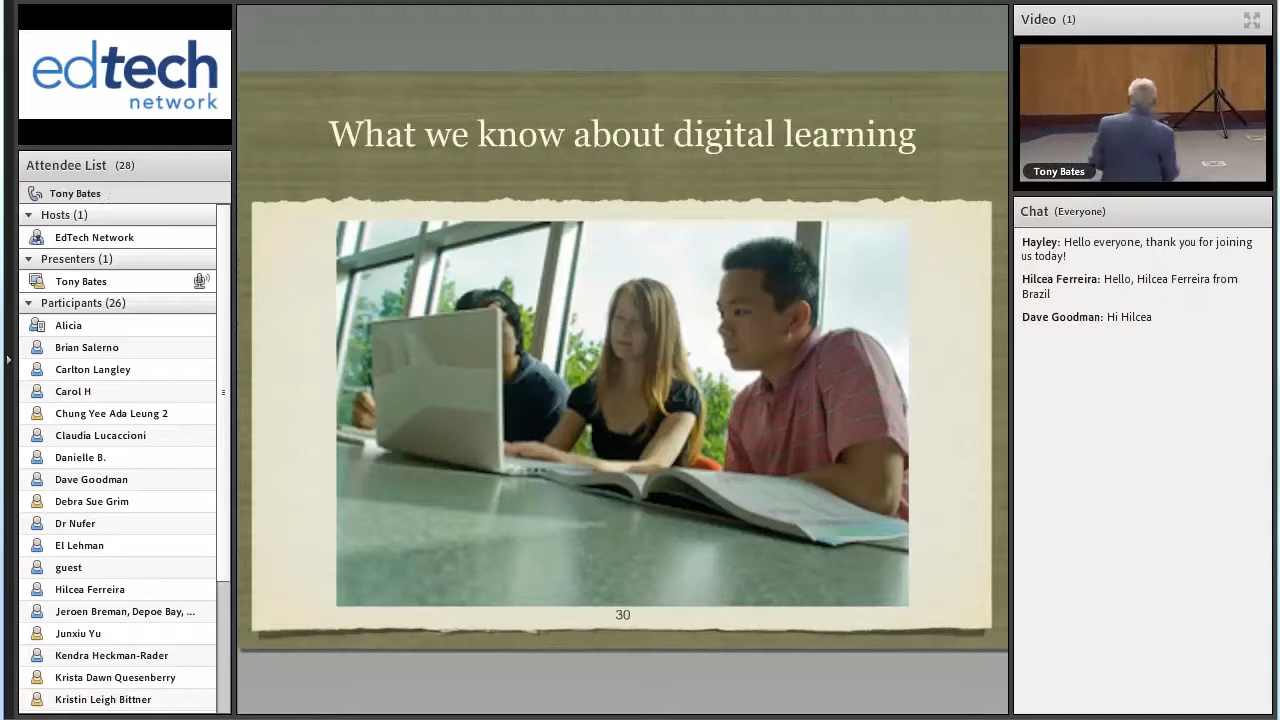 edtech
network
Attendee List (28)
Tony Bates
Hosts (1)
EdTech Network
Presenters (1)
Tony Bates
Participants (26)
Alicia
Brian Salerno
Carlton Langley
Carol H
Chung Yee Ada Leung 2
Claudia Lucaccioni
Danielle B.
Dave Goodman
Debra Sue Grim
Dr Nufer
El Lehman
guest
Hilcea Ferreira
Jeroen Breman, Depoe Bay, ...
Junxiu Yu
Kendra Heckman-Rader
Krista Dawn Quesenberry
Kristin Leigh Bittner
What we know about digital learning
30
Video (1)
Tony Bates
Chat (Everyone)
Hayley: Hello everyone, thank you for joining
us today!
Hilcea Ferreira: Hello, Hilcea Ferreira from
Brazil
Dave Goodman: Hi Hilcea